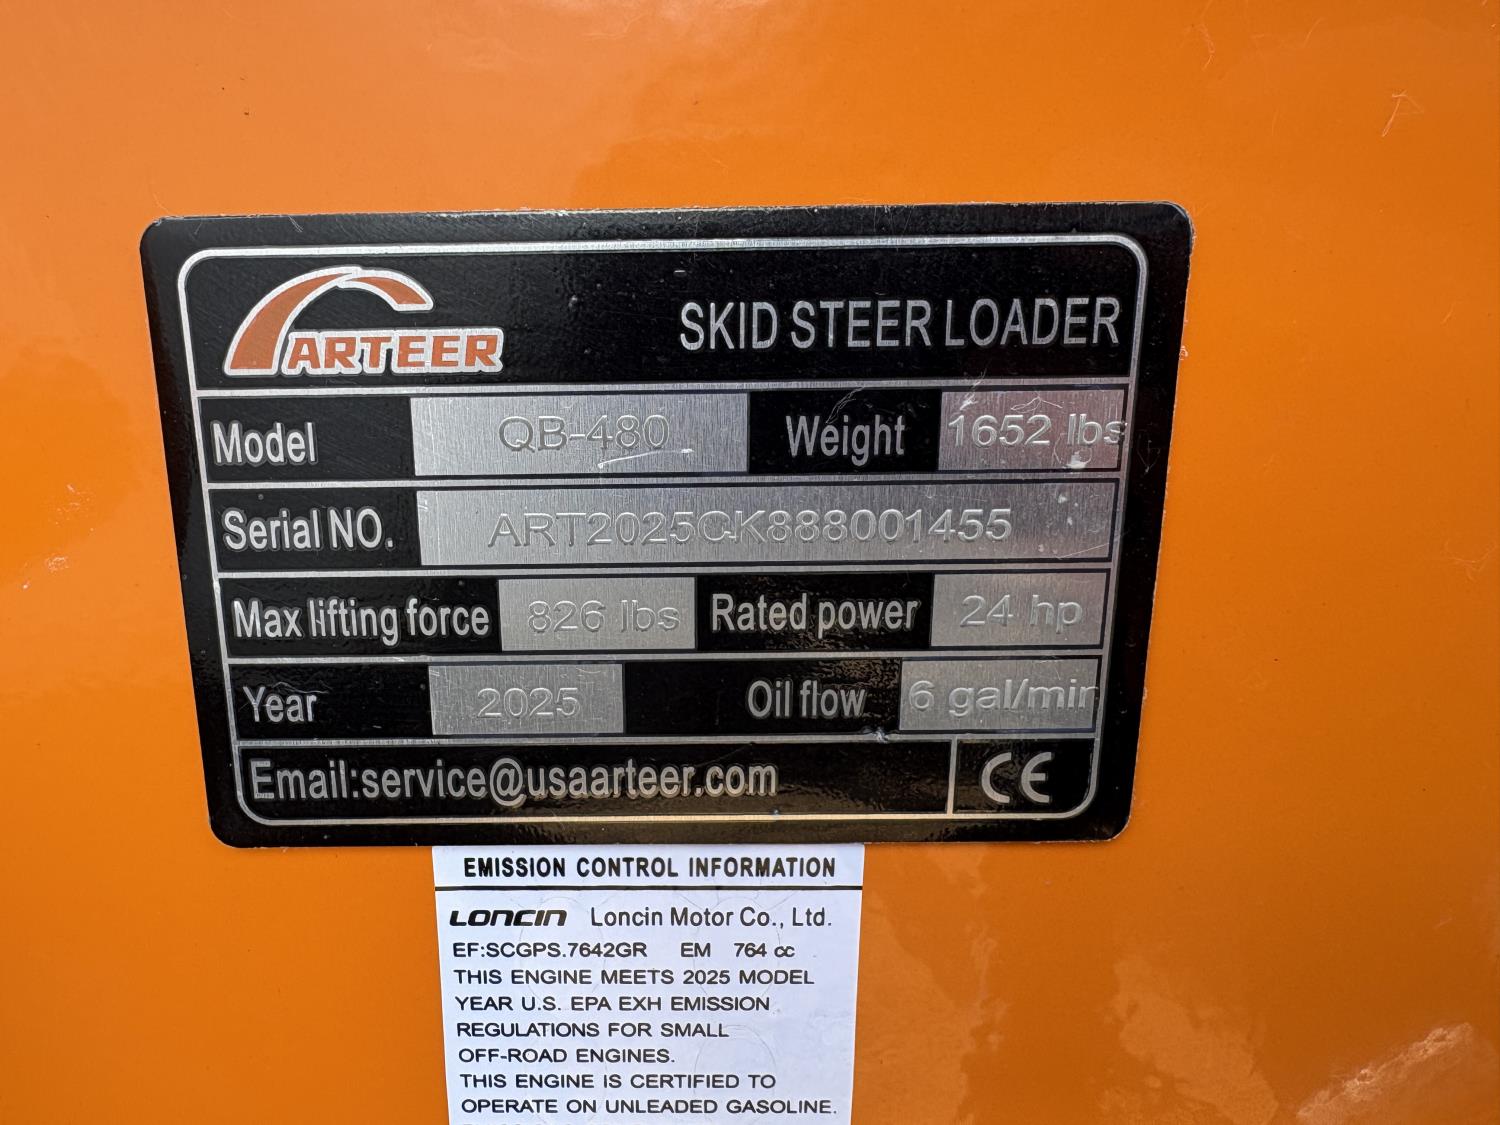 ARTEER SKID STEER LOADER
Model QB-480 Weight 1652 lbs
Serial NO. ART2025CK888001455
Max lifting force 826 lbs Rated power 24 hp
Year 2025 Oil flow 6 gal/min
Email:service@usaarteer.com CE
EMISSION CONTROL INFORMATION
LONCIN Loncin Motor Co., Ltd.
EF:SCGPS.7642GR EM 764 cc
THIS ENGINE MEETS 2025 MODEL
YEAR U.S. EPA EXH EMISSION
REGULATIONS FOR SMALL
OFF-ROAD ENGINES.
THIS ENGINE IS CERTIFIED TO
OPERATE ON UNLEADED GASOLINE.